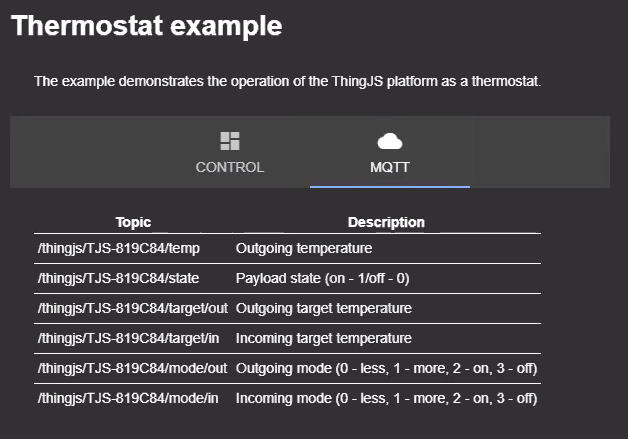 Thermostat example
The example demonstrates the operation of the ThingJS platform as a thermostat.
CONTROL MQTT
Topic Description
/thingjs/TJS-819C84/temp Outgoing temperature
/thingjs/TJS-819C84/state Payload state (on - 1/off - 0)
/thingjs/TJS-819C84/target/out Outgoing target temperature
/thingjs/TJS-819C84/target/in Incoming target temperature
/thingjs/TJS-819C84/mode/out Outgoing mode (0 - less, 1 - more, 2 - on, 3 - off)
/thingjs/TJS-819C84/mode/in Incoming mode (0 - less, 1 - more, 2 - on, 3 - off)